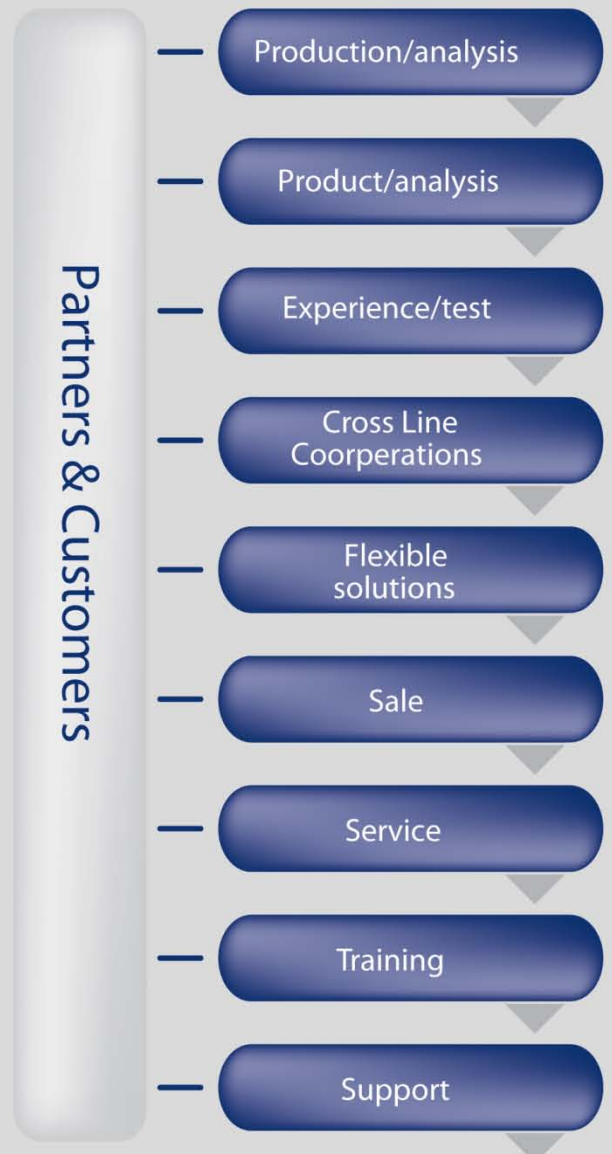 Partners & Customers
Production/analysis
Product/analysis
Experience/test
Cross Line
Coorperations
Flexible
solutions
Sale
Service
Training
Support